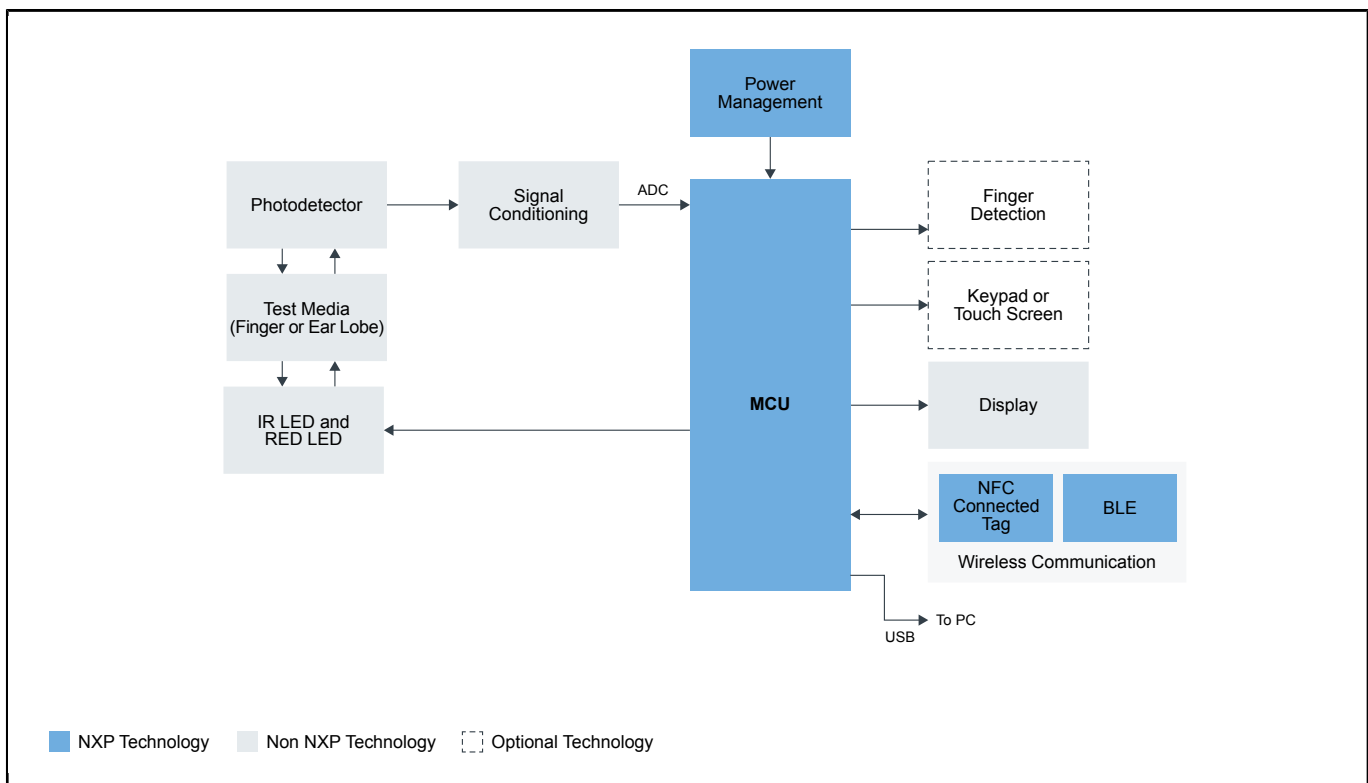 Power
Management
Photodetector
Signal
Conditioning
ADC
Finger
Detection
Test Media
(Finger or Ear Lobe)
Keypad or
Touch Screen
MCU
Display
IR LED and
RED LED
NFC
Connected
Tag
BLE
Wireless Communication
To PC
USB
NXP Technology
Non NXP Technology
Optional Technology